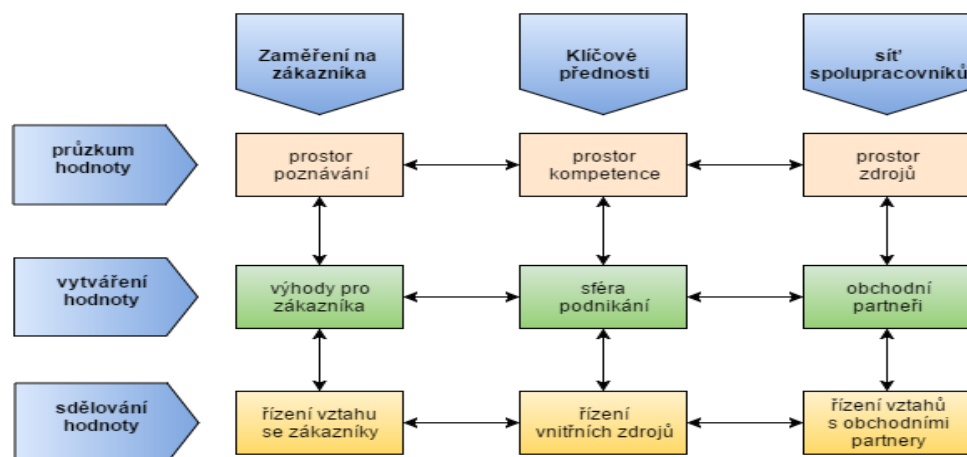 Zaměření na
zákazníka
Klíčové
přednosti
síť
spolupracovníků
průzkum
hodnoty
prostor
poznávání
prostor
kompetence
prostor
zdrojů
vytváření
hodnoty
výhody pro
zákazníka
sféra
podnikání
obchodní
partneři
sdělování
hodnoty
řízení vztahu
se zákazníky
řízení
vnitřních zdrojů
řízení vztahů
s obchodními
partnery